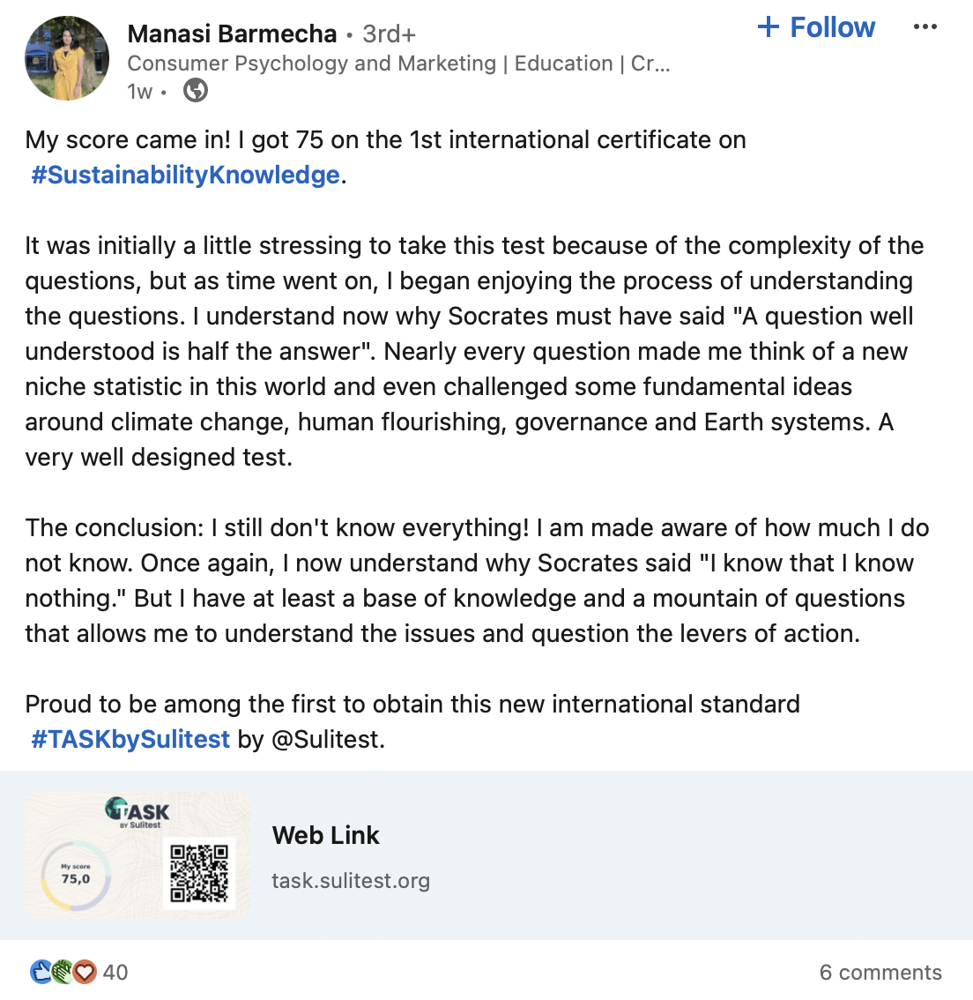 Manasi Barmecha • 3rd+
+ Follow
Consumer Psychology and Marketing | Education | Cr...
1w •
My score came in! I got 75 on the 1st international certificate on
#SustainabilityKnowledge.
It was initially a little stressing to take this test because of the complexity of the
questions, but as time went on, I began enjoying the process of understanding
the questions. I understand now why Socrates must have said "A question well
understood is half the answer". Nearly every question made me think of a new
niche statistic in this world and even challenged some fundamental ideas
around climate change, human flourishing, governance and Earth systems. A
very well designed test.
The conclusion: I still don't know everything! I am made aware of how much I do
not know. Once again, I now understand why Socrates said "I know that I know
nothing." But I have at least a base of knowledge and a mountain of questions
that allows me to understand the issues and question the levers of action.
Proud to be among the first to obtain this new international standard
#TASKbySulitest by @Sulitest.
TASK
BY Sulitest
My score
75,0
Web Link
task.sulitest.org
40
6 comments